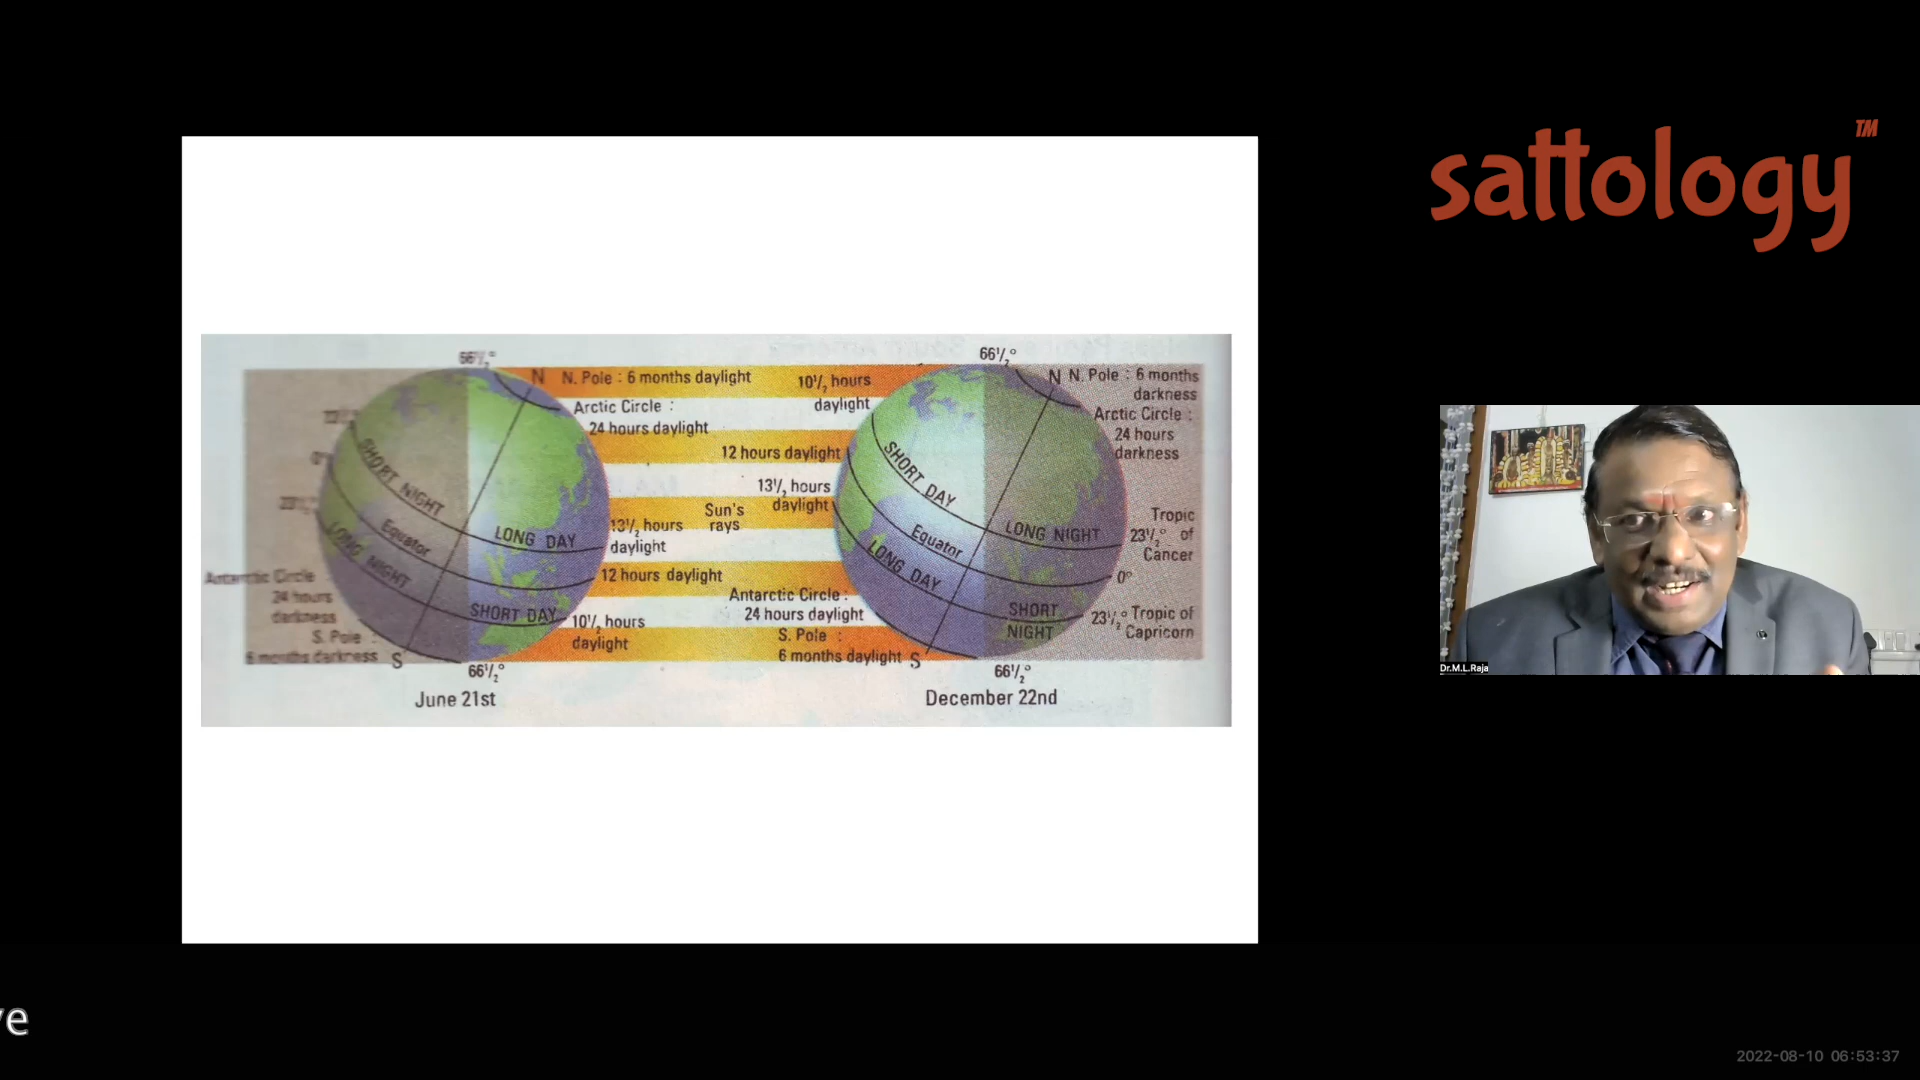 sattology
TM
66½°
N
N. Pole : 6 months daylight
Arctic Circle :
24 hours daylight
0°
23½°
SHORT NIGHT
Equator
LONG NIGHT
LONG DAY
SHORT DAY
13½ hours
daylight
12 hours daylight
10½ hours
daylight
Antarctic Circle
24 hours
darkness
S. Pole :
6 months darkness
S
66½°
June 21st
Sun's
rays
66½°
N
N. Pole : 6 months
darkness
Arctic Circle :
24 hours
darkness
10½ hours
daylight
12 hours daylight
13½ hours
daylight
Antarctic Circle :
24 hours daylight
S. Pole :
6 months daylight
S
SHORT DAY
Equator
LONG DAY
LONG NIGHT
SHORT
NIGHT
Tropic
23½° of
Cancer
0°
23½° Tropic of
Capricorn
66½°
December 22nd
Dr.M.L.Raja
2022-08-10 06:53:37